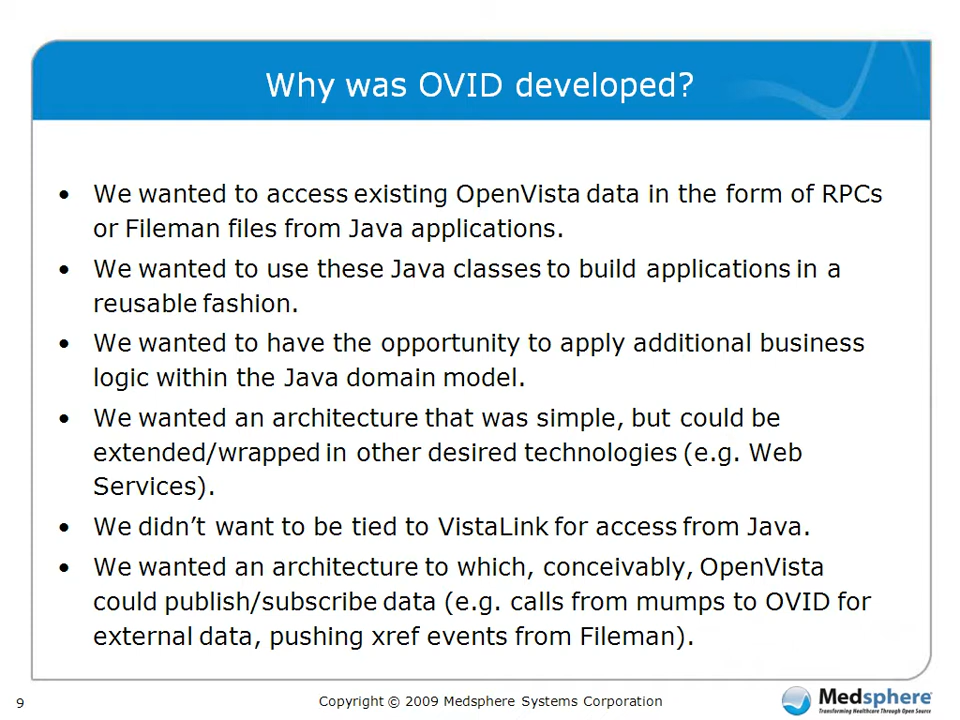 Why was OVID developed?
• We wanted to access existing OpenVista data in the form of RPCs
or Fileman files from Java applications.
• We wanted to use these Java classes to build applications in a
reusable fashion.
• We wanted to have the opportunity to apply additional business
logic within the Java domain model.
• We wanted an architecture that was simple, but could be
extended/wrapped in other desired technologies (e.g. Web
Services).
• We didn’t want to be tied to VistaLink for access from Java.
• We wanted an architecture to which, conceivably, OpenVista
could publish/subscribe data (e.g. calls from mumps to OVID for
external data, pushing xref events from Fileman).
9
Copyright © 2009 Medsphere Systems Corporation
Medsphere
Transforming Healthcare Through Open Source